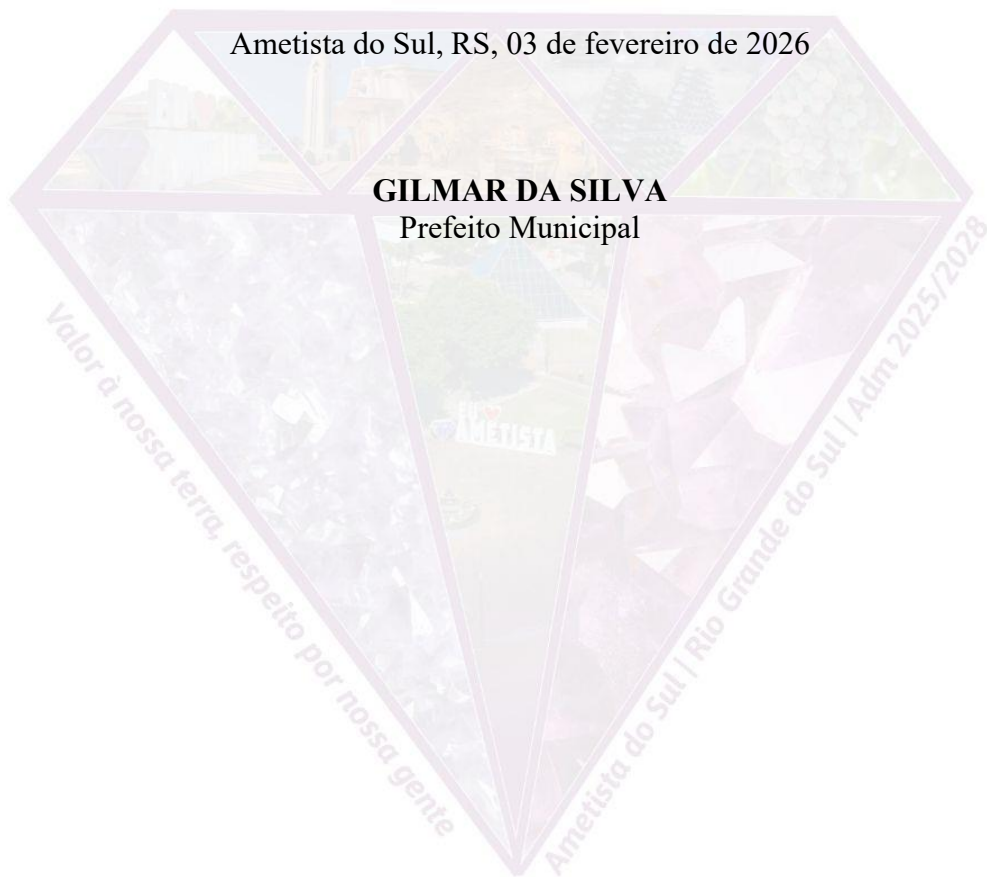 Ametista do Sul, RS, 03 de fevereiro de 2026
GILMAR DA SILVA
Prefeito Municipal
EU ❤ AMETISTA
Valor à nossa terra, respeito por nossa gente
Ametista do Sul | Rio Grande do Sul | Adm 2025/2028